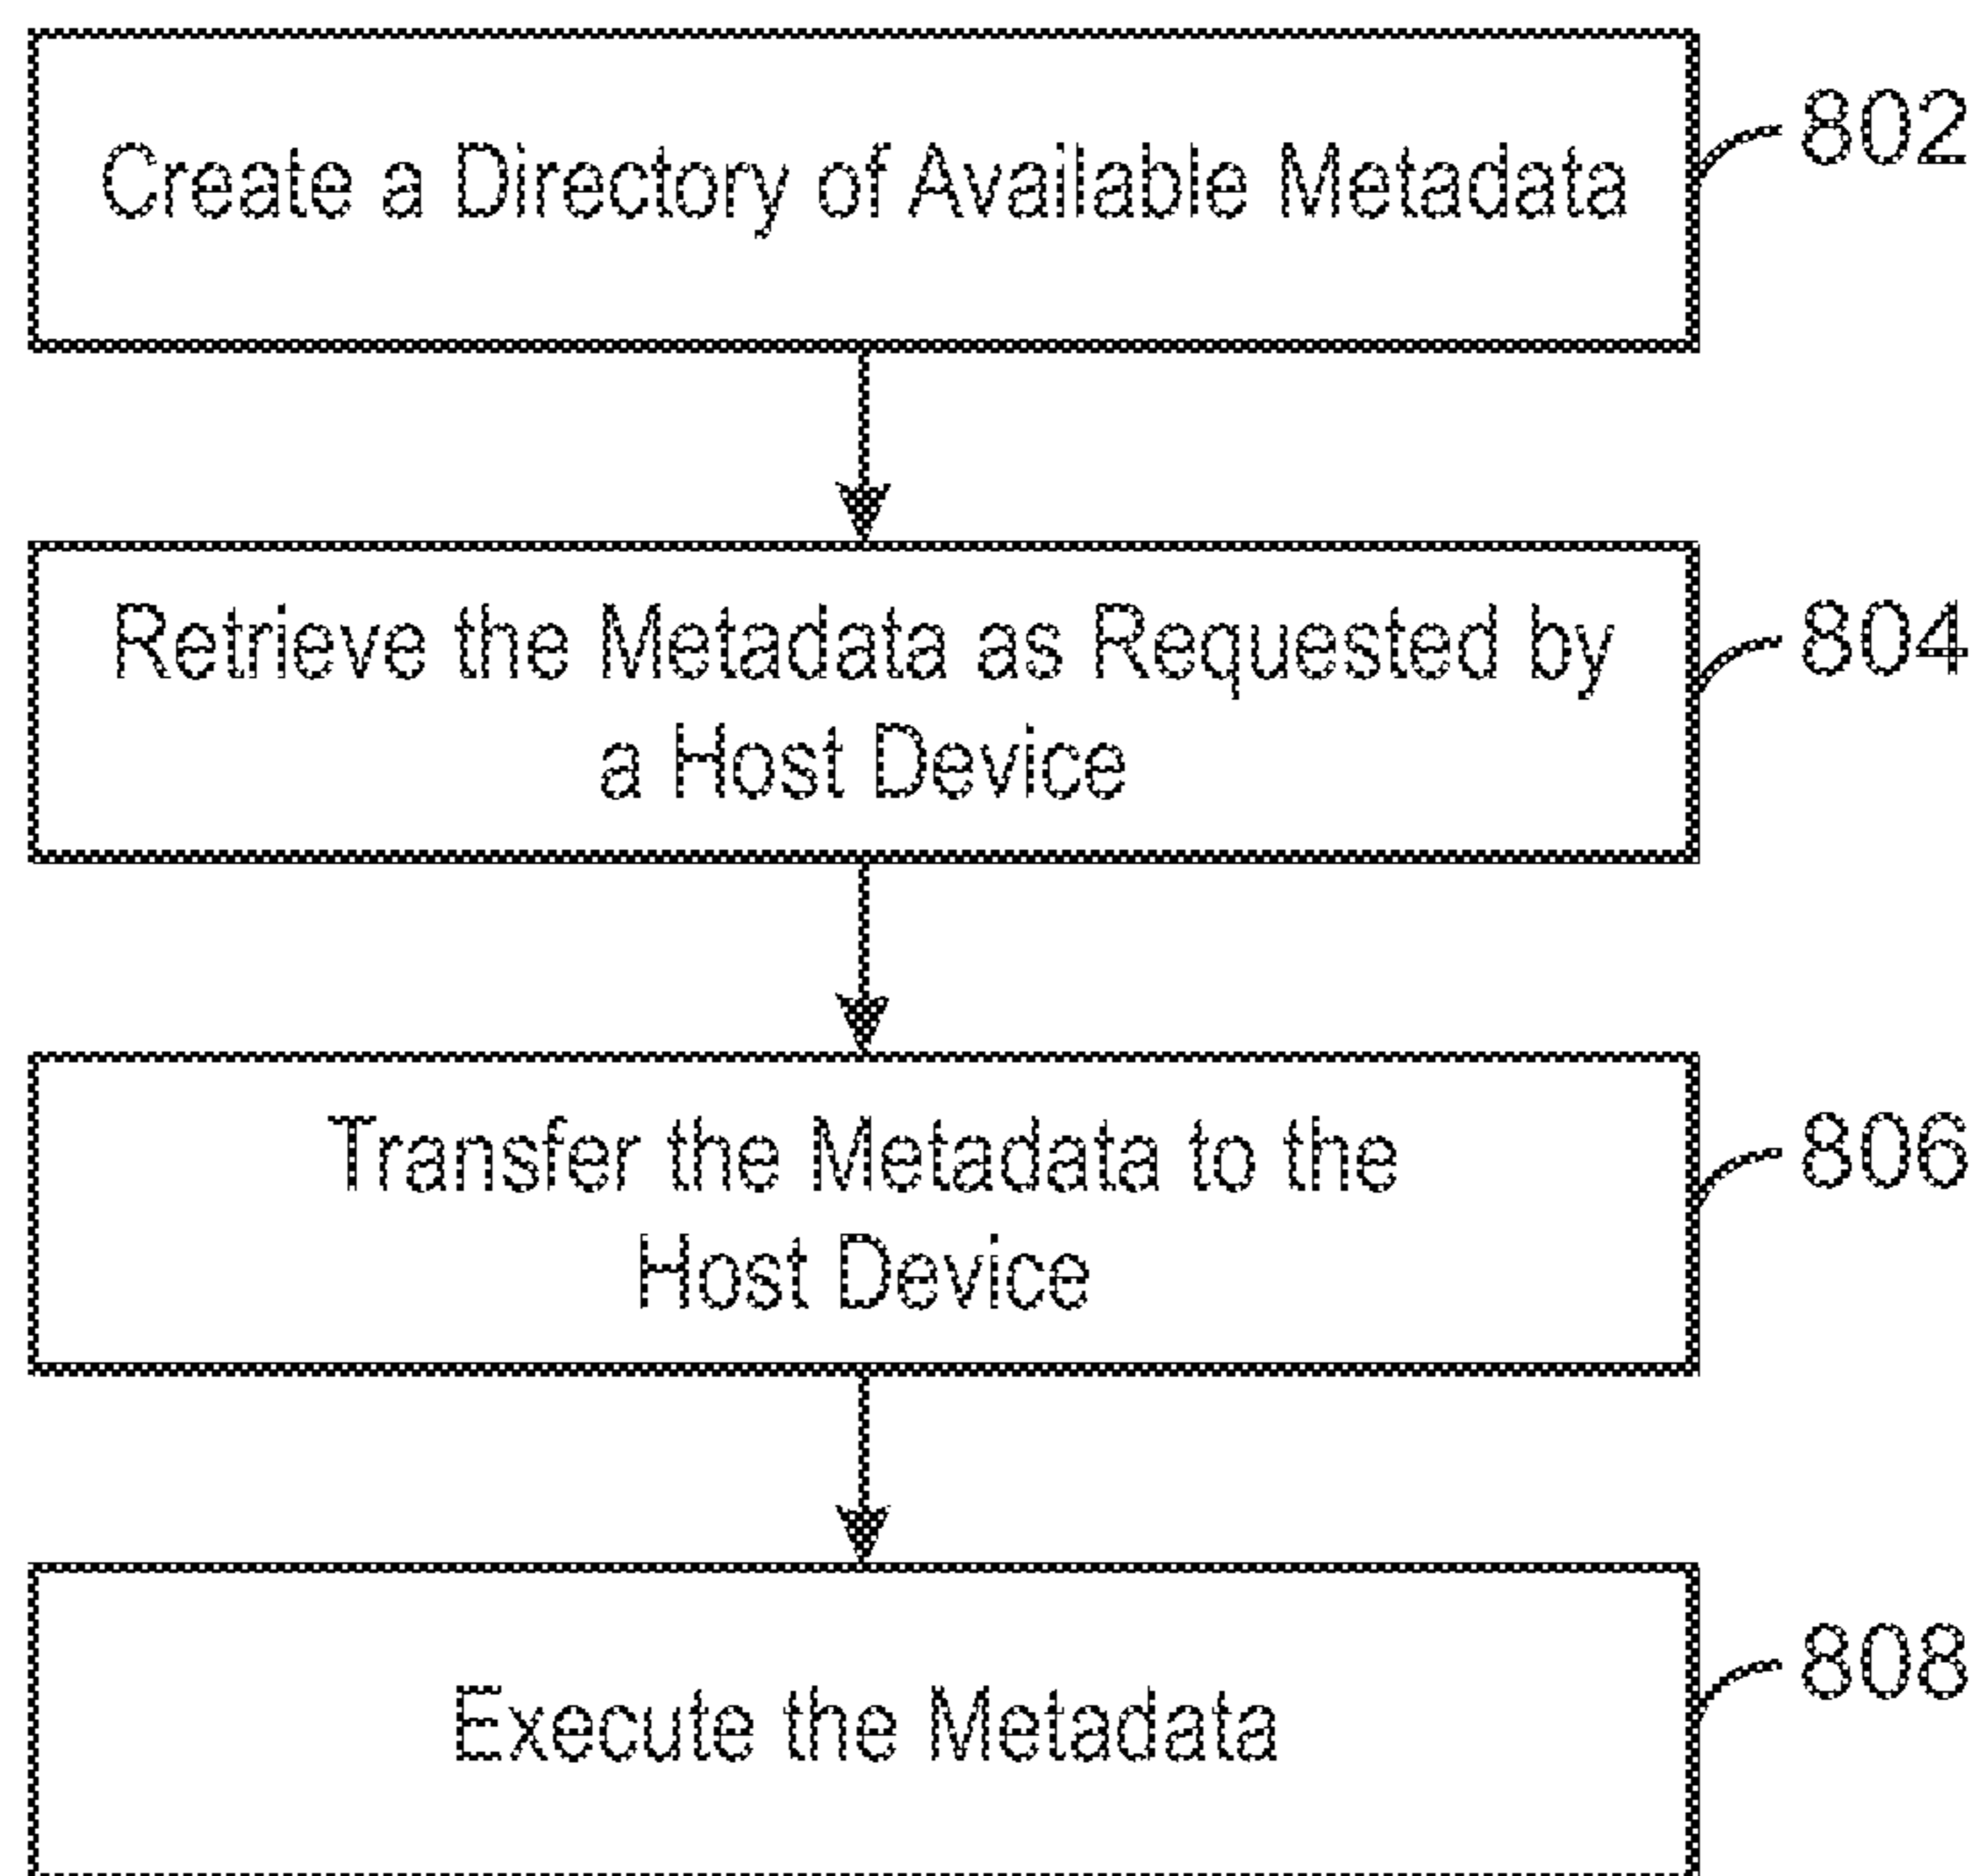 Create a Directory of Available Metadata
802
Retrieve the Metadata as Requested by
a Host Device
804
Transfer the Metadata to the
Host Device
806
Execute the Metadata
808